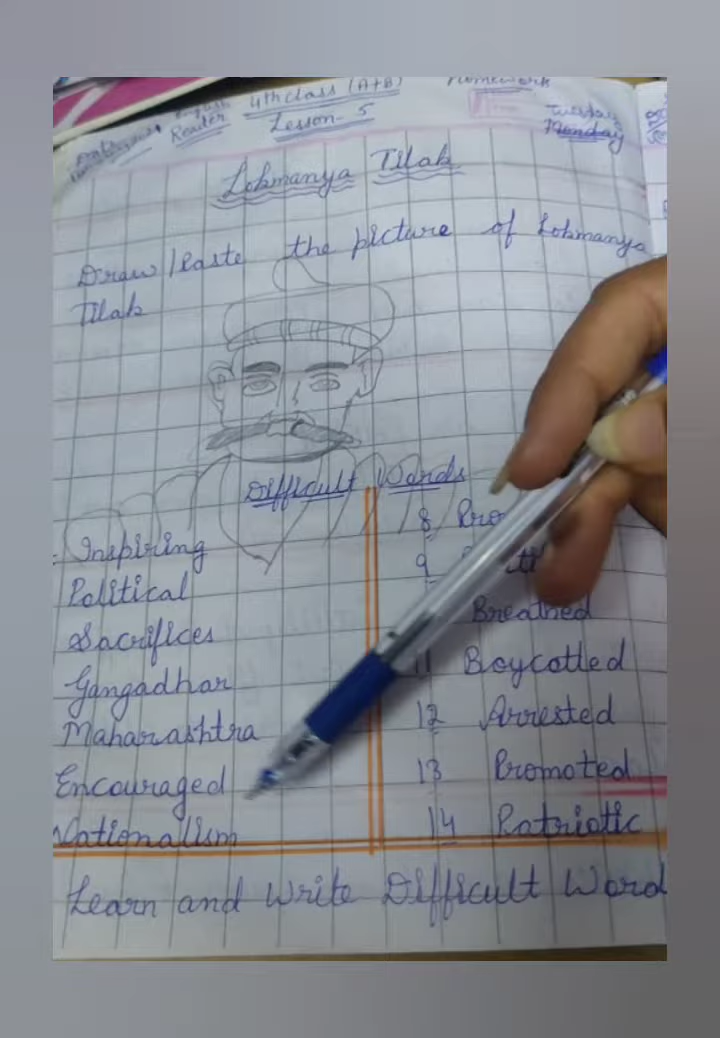 4th class (A+B)
Homework
English
Reader
Lesson-5
Tuesday
Monday
Lokmanya Tilak
Draw/Paste the picture of Lokmanya
Tilak
Difficult Words
Inspiring
Political
Sacrifices
Gangadhar
Maharashtra
Encouraged
Nationalism
8
9
Breathed
11 Boycotted
12 Arrested
13 Promoted
14 Patriotic
Learn and Write Difficult Word